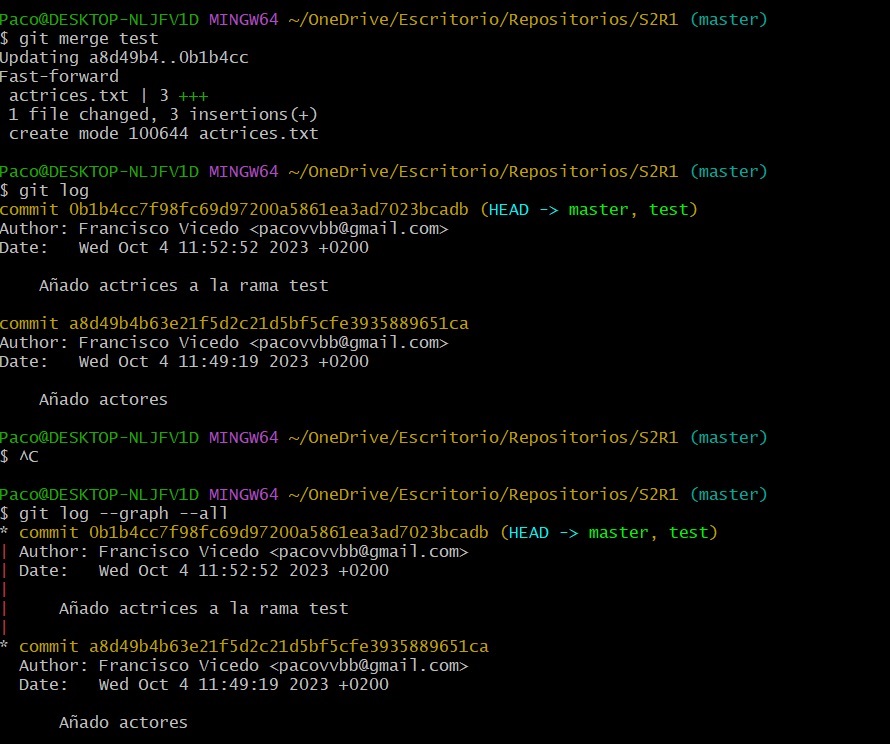 Paco@DESKTOP-NLJFV1D MINGW64 ~/OneDrive/Escritorio/Repositorios/S2R1 (master)
$ git merge test
Updating a8d49b4..0b1b4cc
Fast-forward
 actrices.txt | 3 +++
 1 file changed, 3 insertions(+)
 create mode 100644 actrices.txt

Paco@DESKTOP-NLJFV1D MINGW64 ~/OneDrive/Escritorio/Repositorios/S2R1 (master)
$ git log
commit 0b1b4cc7f98fc69d97200a5861ea3ad7023bcadb (HEAD -> master, test)
Author: Francisco Vicedo <pacovvbb@gmail.com>
Date:   Wed Oct 4 11:52:52 2023 +0200

    Añado actrices a la rama test

commit a8d49b4b63e21f5d2c21d5bf5cfe3935889651ca
Author: Francisco Vicedo <pacovvbb@gmail.com>
Date:   Wed Oct 4 11:49:19 2023 +0200

    Añado actores

Paco@DESKTOP-NLJFV1D MINGW64 ~/OneDrive/Escritorio/Repositorios/S2R1 (master)
$ ^C

Paco@DESKTOP-NLJFV1D MINGW64 ~/OneDrive/Escritorio/Repositorios/S2R1 (master)
$ git log --graph --all
* commit 0b1b4cc7f98fc69d97200a5861ea3ad7023bcadb (HEAD -> master, test)
| Author: Francisco Vicedo <pacovvbb@gmail.com>
| Date:   Wed Oct 4 11:52:52 2023 +0200
|
|     Añado actrices a la rama test
|
* commit a8d49b4b63e21f5d2c21d5bf5cfe3935889651ca
  Author: Francisco Vicedo <pacovvbb@gmail.com>
  Date:   Wed Oct 4 11:49:19 2023 +0200

      Añado actores